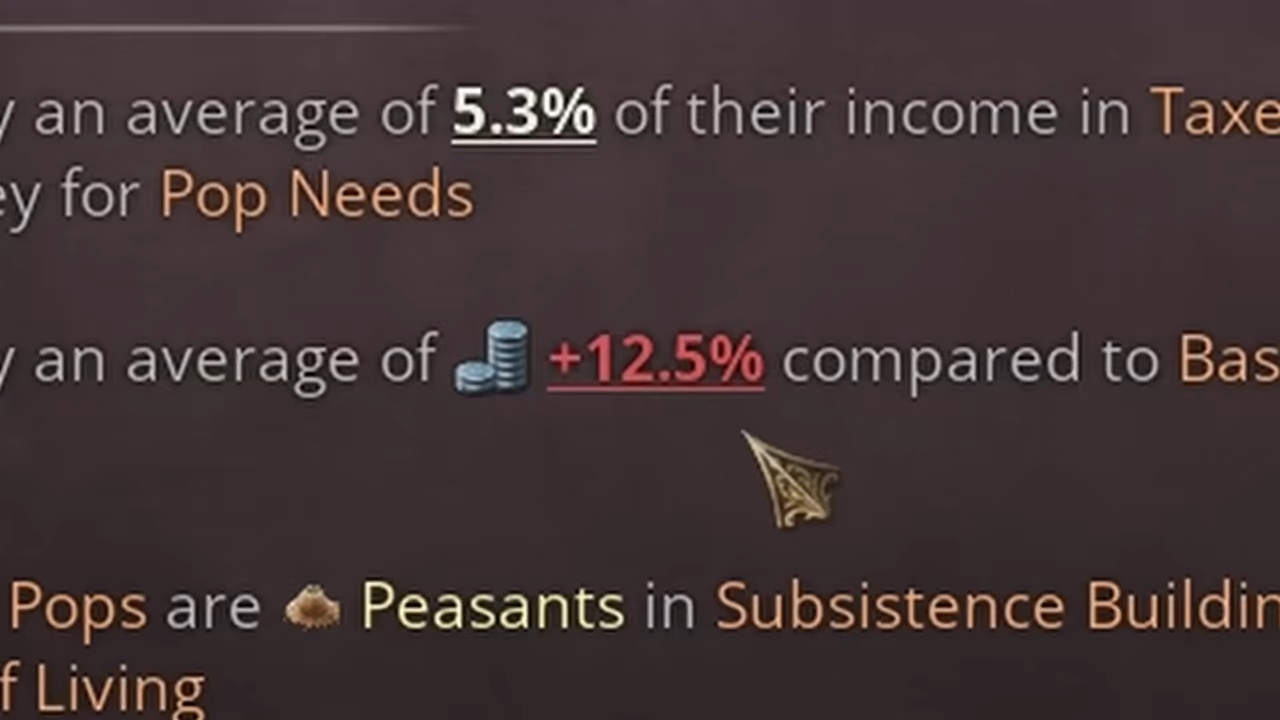 y an average of 5.3% of their income in Taxe
ey for Pop Needs
y an average of +12.5% compared to Bas
Pops are Peasants in Subsistence Buildin
f Living